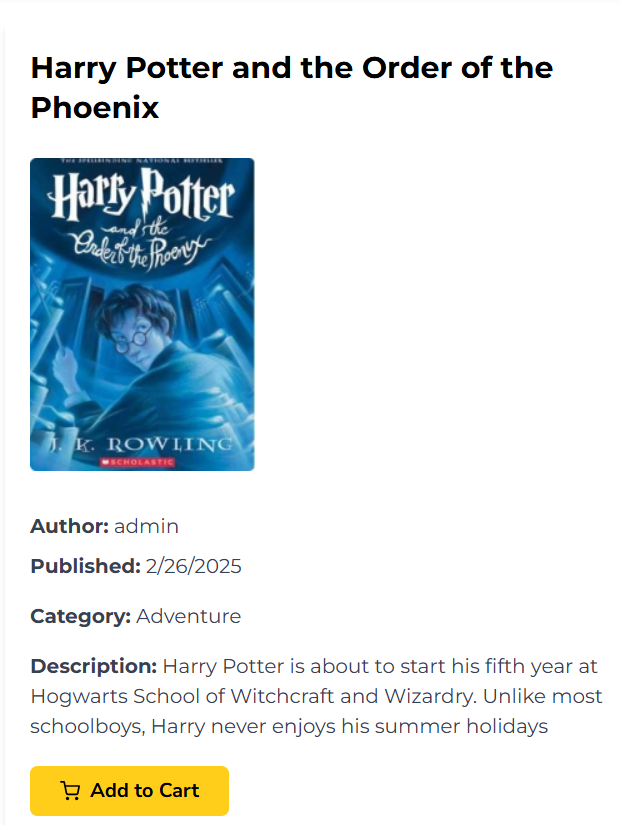 Harry Potter and the Order of the
Phoenix
THE SPELLBINDING NATIONAL BESTSELLER
Harry Potter
and the
Order of the Phoenix
J. K. ROWLING
SCHOLASTIC
Author: admin
Published: 2/26/2025
Category: Adventure
Description: Harry Potter is about to start his fifth year at
Hogwarts School of Witchcraft and Wizardry. Unlike most
schoolboys, Harry never enjoys his summer holidays
Add to Cart